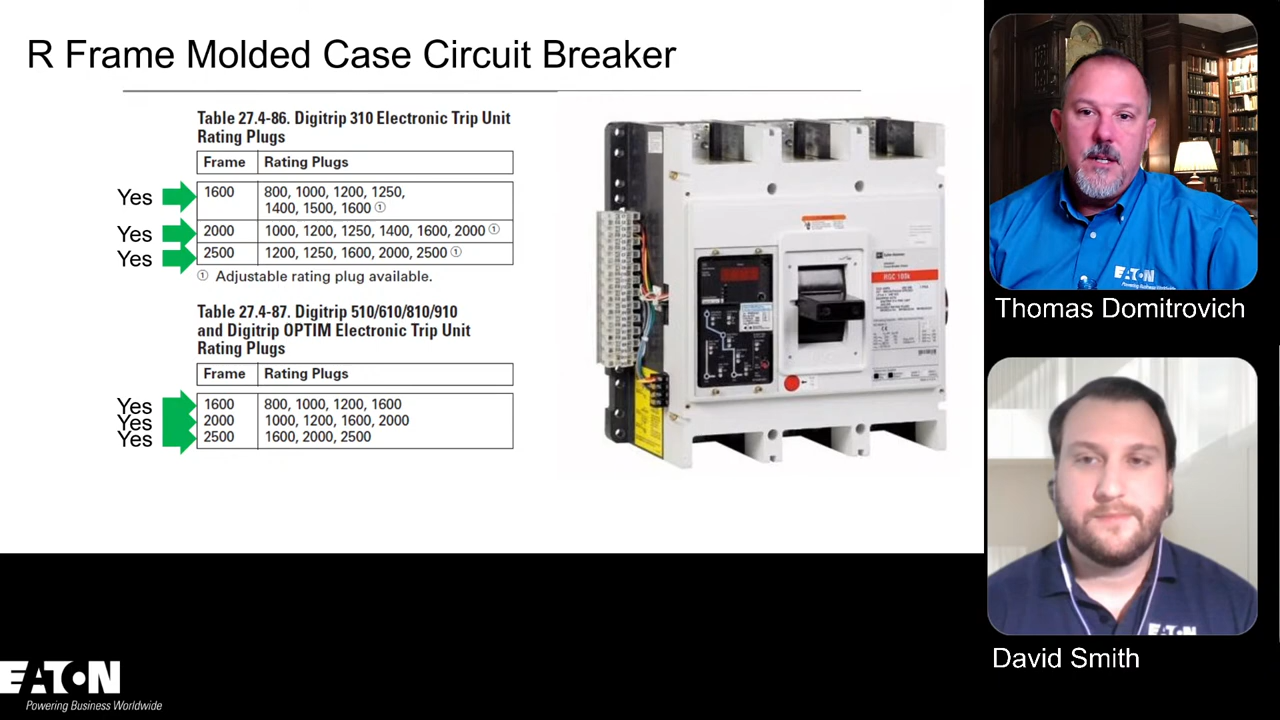 R Frame Molded Case Circuit Breaker
Table 27.4-86. Digitrip 310 Electronic Trip Unit
Rating Plugs
Frame Rating Plugs
Yes 1600 800, 1000, 1200, 1250,
1400, 1500, 1600 ①
Yes 2000 1000, 1200, 1250, 1400, 1600, 2000 ①
Yes 2500 1200, 1250, 1600, 2000, 2500 ①
① Adjustable rating plug available.
Table 27.4-87. Digitrip 510/610/810/910
and Digitrip OPTIM Electronic Trip Unit
Rating Plugs
Frame Rating Plugs
Yes 1600 800, 1000, 1200, 1600
Yes 2000 1000, 1200, 1600, 2000
Yes 2500 1600, 2000, 2500
EATON
Powering Business Worldwide
Thomas Domitrovich
EATON
David Smith
EATON
Powering Business Worldwide